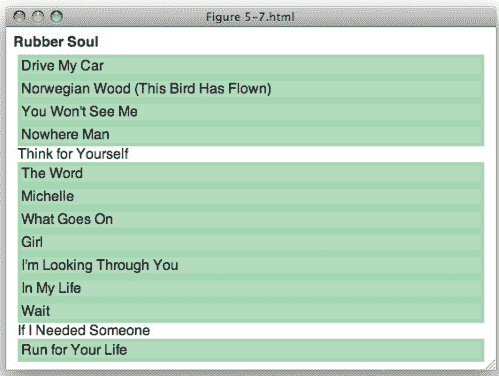 Figure 5-7.html
Rubber Soul
Drive My Car
Norwegian Wood (This Bird Has Flown)
You Won't See Me
Nowhere Man
Think for Yourself
The Word
Michelle
What Goes On
Girl
I'm Looking Through You
In My Life
Wait
If I Needed Someone
Run for Your Life